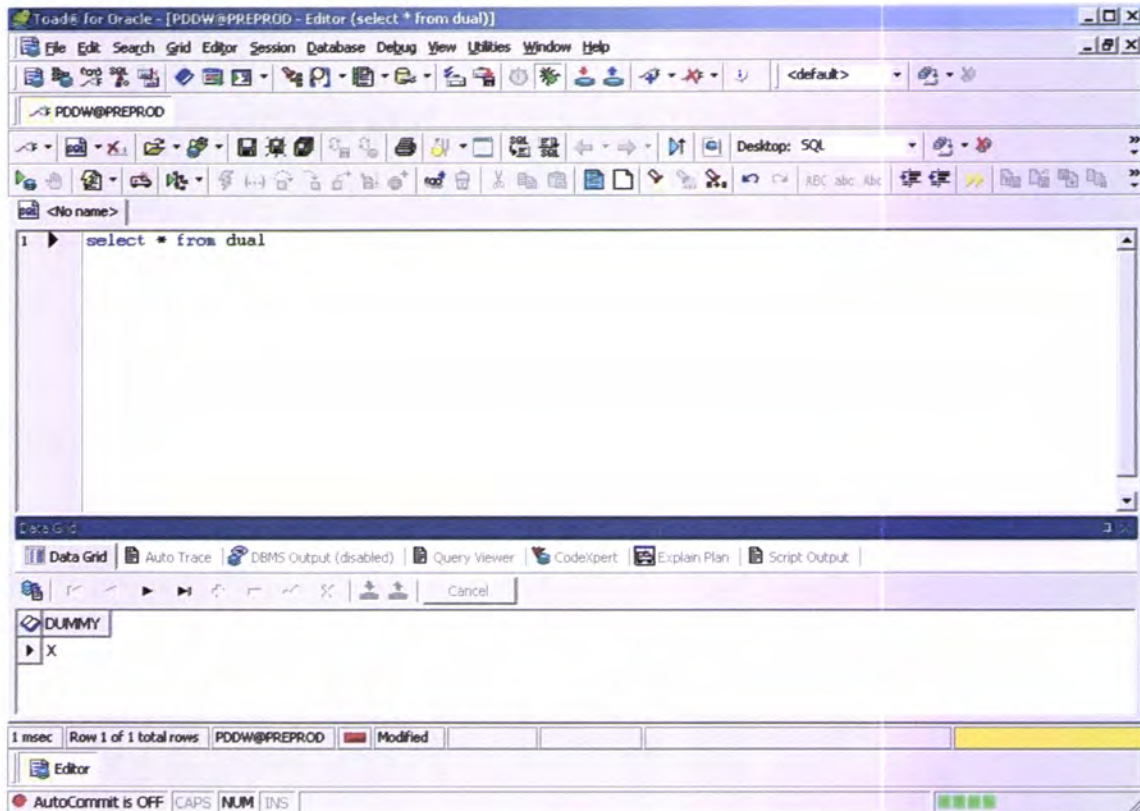 Toad® for Oracle - [PDDW@PREPROD - Editor (select * from dual)]
File Edit Search Grid Editor Session Database Debug View Utilities Window Help
<default>
PDDW@PREPROD
Desktop: SQL
<No name>
1 select * from dual
Data Grid
Data Grid Auto Trace DBMS Output (disabled) Query Viewer CodeXpert Explain Plan Script Output
Cancel
DUMMY
X
1 msec Row 1 of 1 total rows PDDW@PREPROD Modified
Editor
AutoCommit is OFF CAPS NUM INS